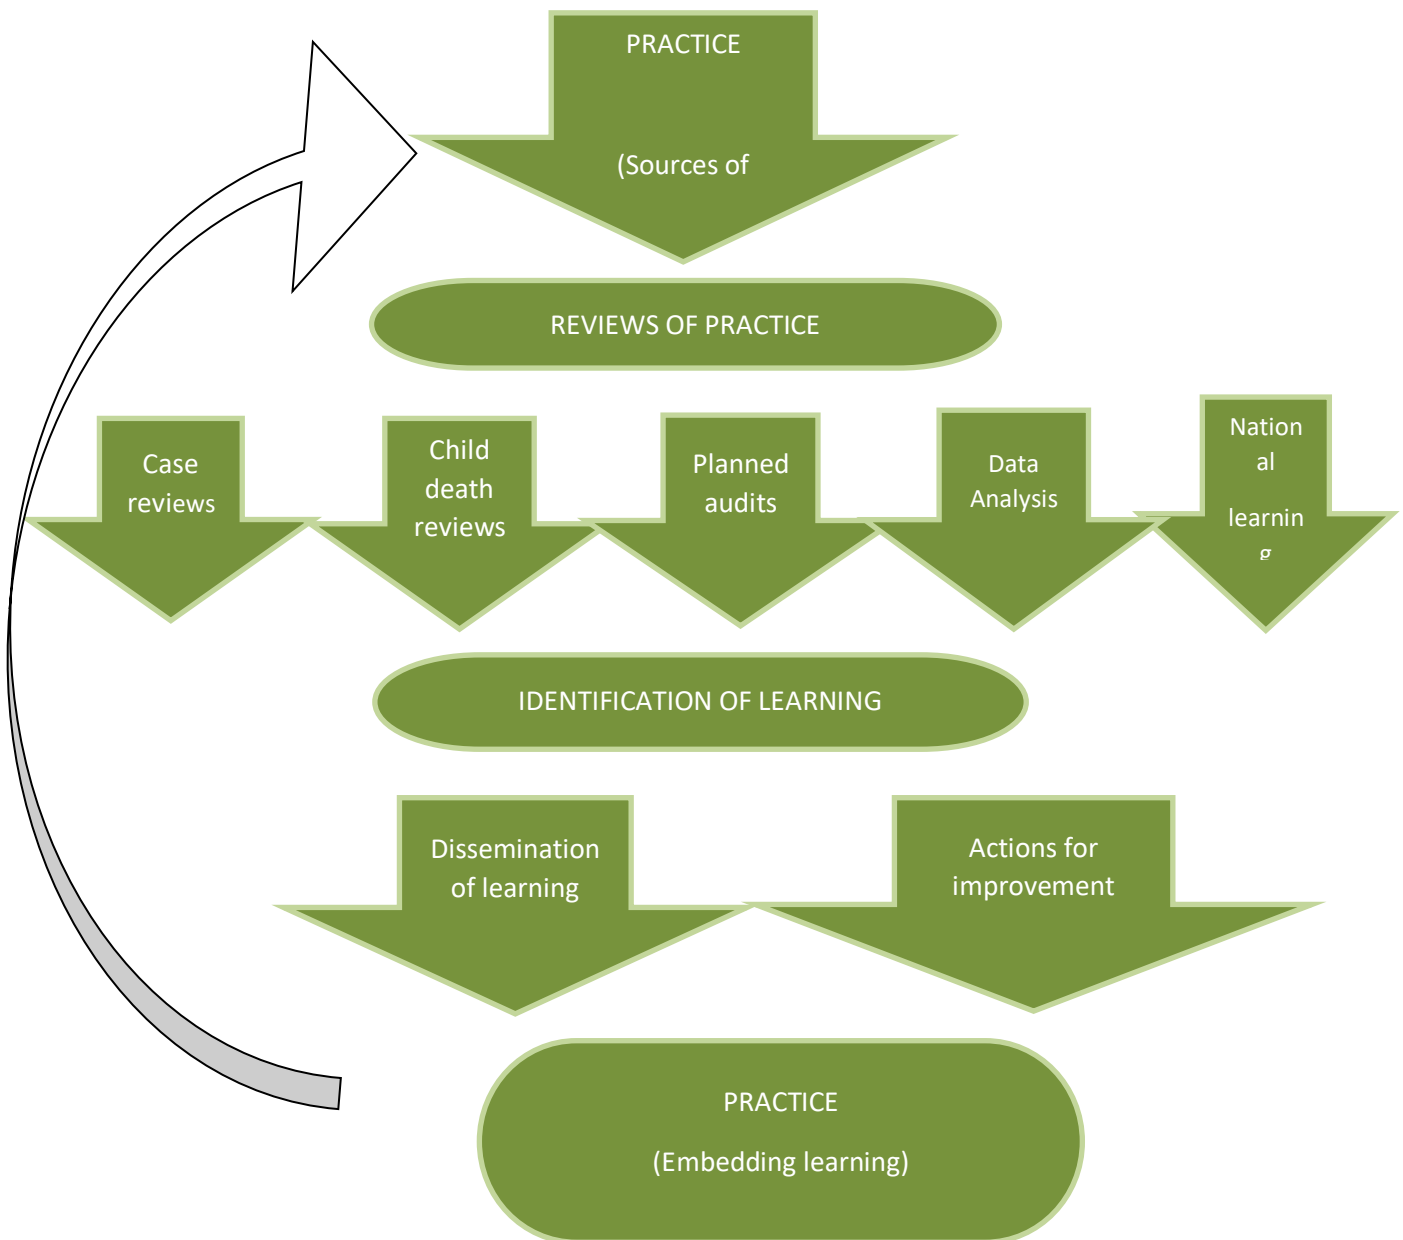 PRACTICE
(Sources of
REVIEWS OF PRACTICE
Case
reviews
Child
death
reviews
Planned
audits
Data
Analysis
Nation
al
learnin
g
IDENTIFICATION OF LEARNING
Dissemination
of learning
Actions for
improvement
PRACTICE
(Embedding learning)